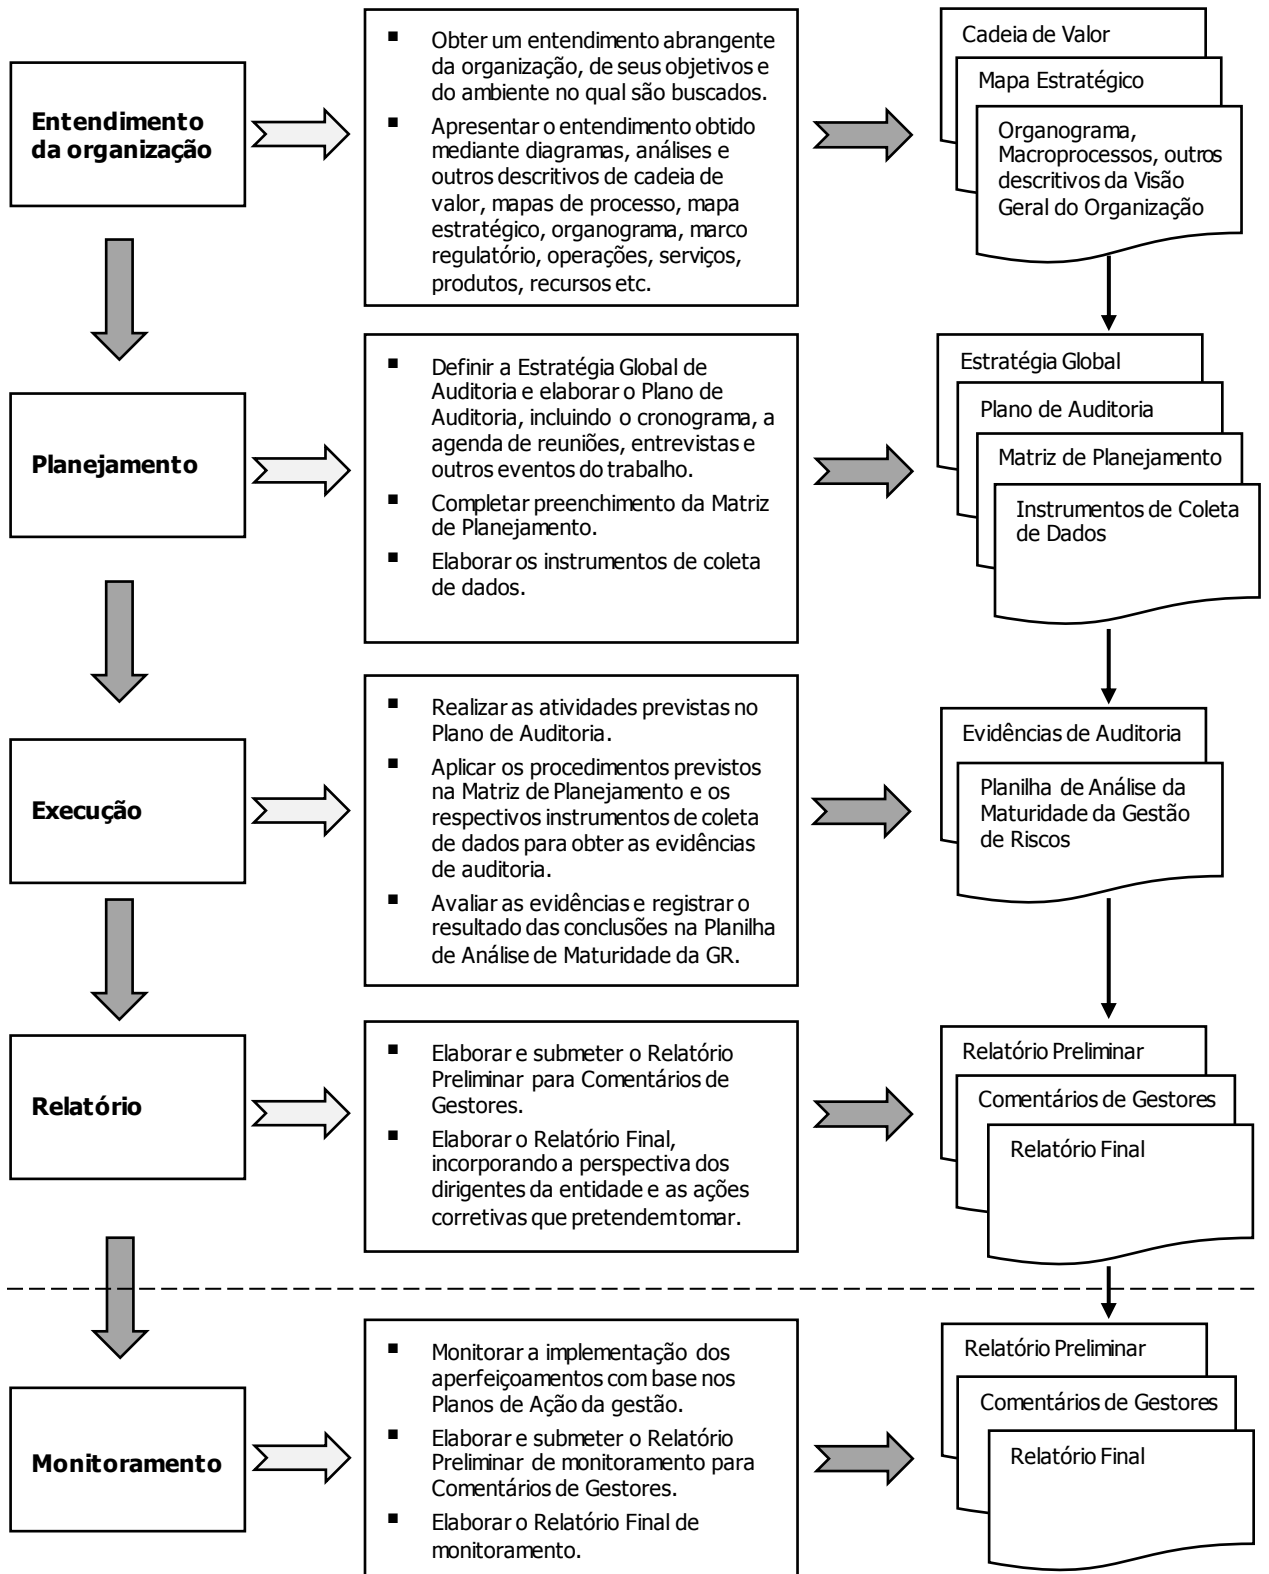 Entendimento
da organização
▪ Obter um entendimento abrangente
da organização, de seus objetivos e
do ambiente no qual são buscados.
▪ Apresentar o entendimento obtido
mediante diagramas, análises e
outros descritivos de cadeia de
valor, mapas de processo, mapa
estratégico, organograma, marco
regulatório, operações, serviços,
produtos, recursos etc.
Cadeia de Valor
Mapa Estratégico
Organograma,
Macroprocessos, outros
descritivos da Visão
Geral do Organização
Planejamento
▪ Definir a Estratégia Global de
Auditoria e elaborar o Plano de
Auditoria, incluindo o cronograma, a
agenda de reuniões, entrevistas e
outros eventos do trabalho.
▪ Completar preenchimento da Matriz
de Planejamento.
▪ Elaborar os instrumentos de coleta
de dados.
Estratégia Global
Plano de Auditoria
Matriz de Planejamento
Instrumentos de Coleta
de Dados
Execução
▪ Realizar as atividades previstas no
Plano de Auditoria.
▪ Aplicar os procedimentos previstos
na Matriz de Planejamento e os
respectivos instrumentos de coleta
de dados para obter as evidências
de auditoria.
▪ Avaliar as evidências e registrar o
resultado das conclusões na Planilha
de Análise de Maturidade da GR.
Evidências de Auditoria
Planilha de Análise da
Maturidade da Gestão
de Riscos
Relatório
▪ Elaborar e submeter o Relatório
Preliminar para Comentários de
Gestores.
▪ Elaborar o Relatório Final,
incorporando a perspectiva dos
dirigentes da entidade e as ações
corretivas que pretendem tomar.
Relatório Preliminar
Comentários de Gestores
Relatório Final
Monitoramento
▪ Monitorar a implementação dos
aperfeiçoamentos com base nos
Planos de Ação da gestão.
▪ Elaborar e submeter o Relatório
Preliminar de monitoramento para
Comentários de Gestores.
▪ Elaborar o Relatório Final de
monitoramento.
Relatório Preliminar
Comentários de Gestores
Relatório Final